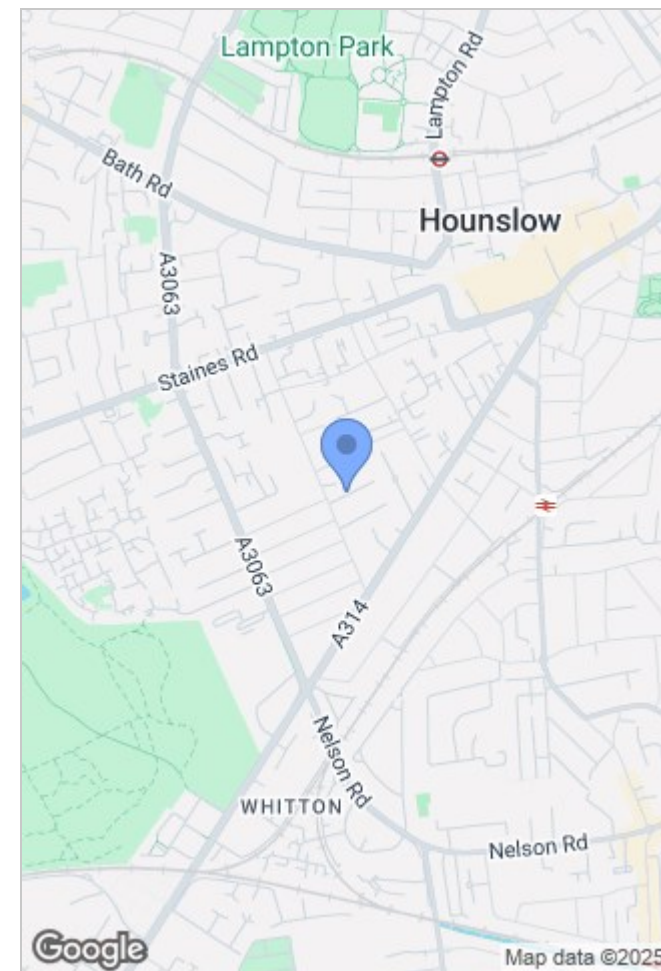 Lampton Park
Lampton Rd
Bath Rd
Hounslow
A3063
Staines Rd
A3063
A314
Nelson Rd
WHITTON
Nelson Rd
Google
Map data ©2025